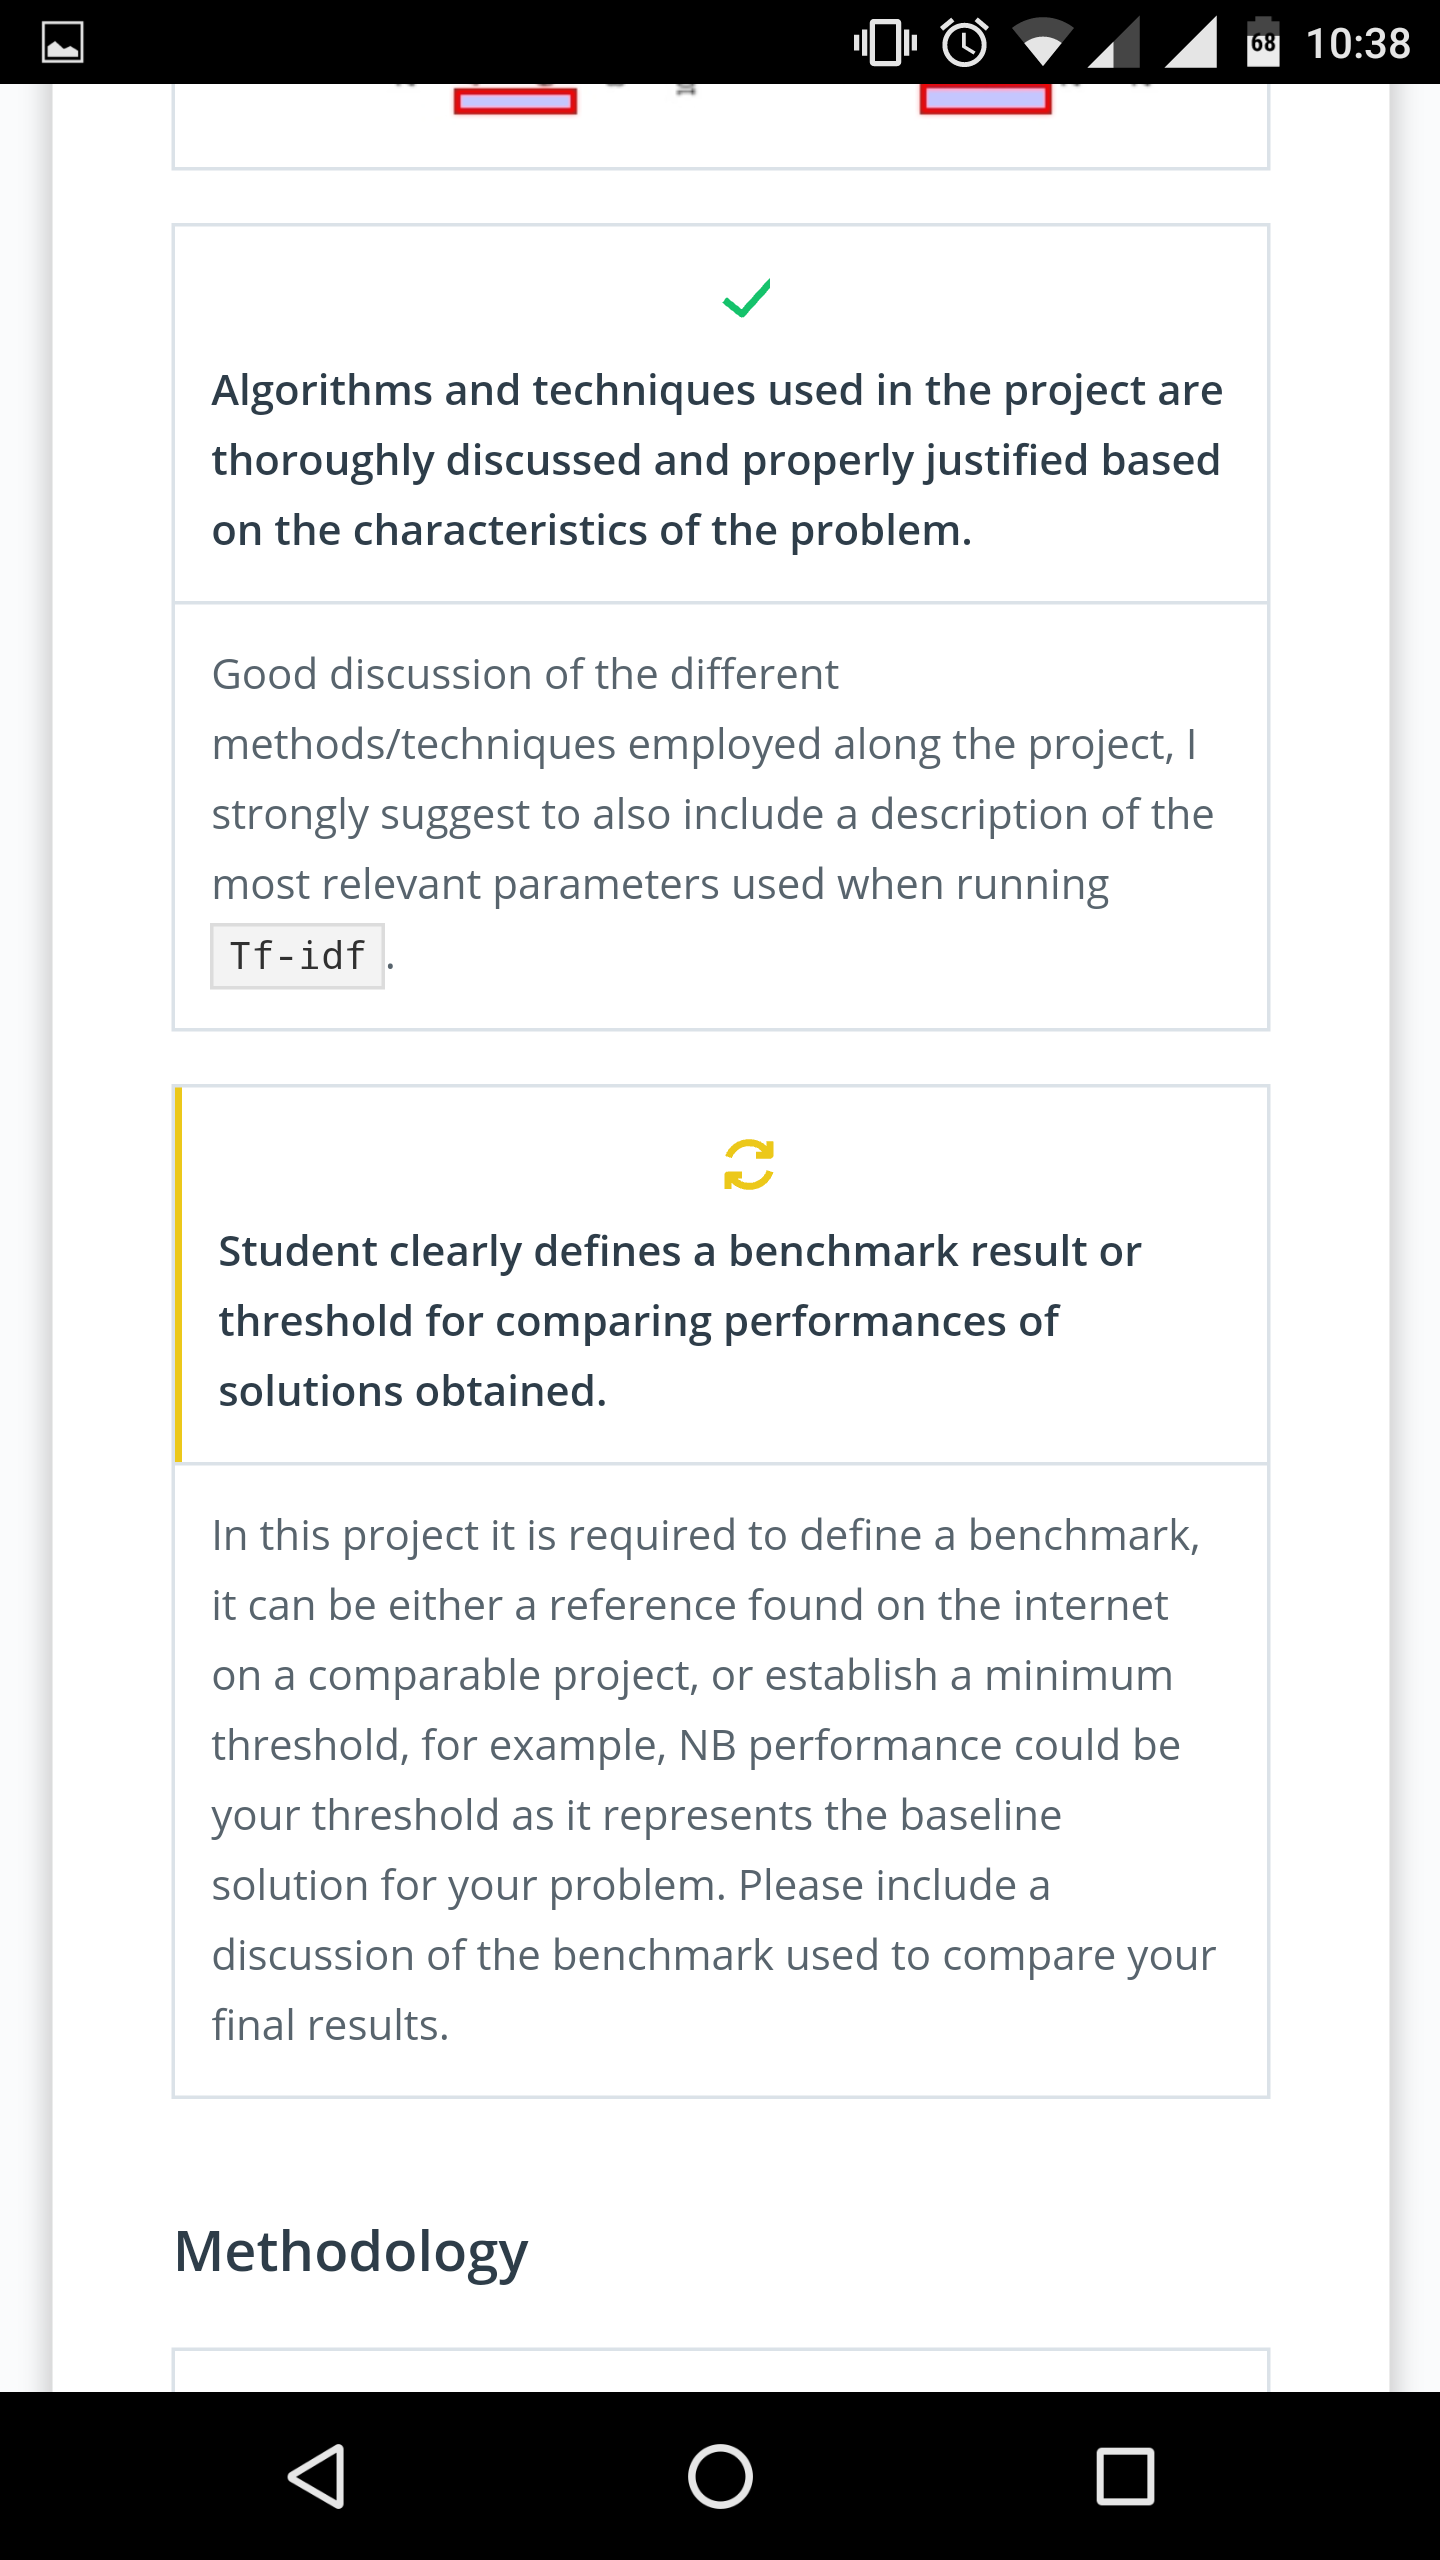 68 10:38
Algorithms and techniques used in the project are
thoroughly discussed and properly justified based
on the characteristics of the problem.
Good discussion of the different
methods/techniques employed along the project, I
strongly suggest to also include a description of the
most relevant parameters used when running
Tf-idf.
Student clearly defines a benchmark result or
threshold for comparing performances of
solutions obtained.
In this project it is required to define a benchmark,
it can be either a reference found on the internet
on a comparable project, or establish a minimum
threshold, for example, NB performance could be
your threshold as it represents the baseline
solution for your problem. Please include a
discussion of the benchmark used to compare your
final results.
Methodology